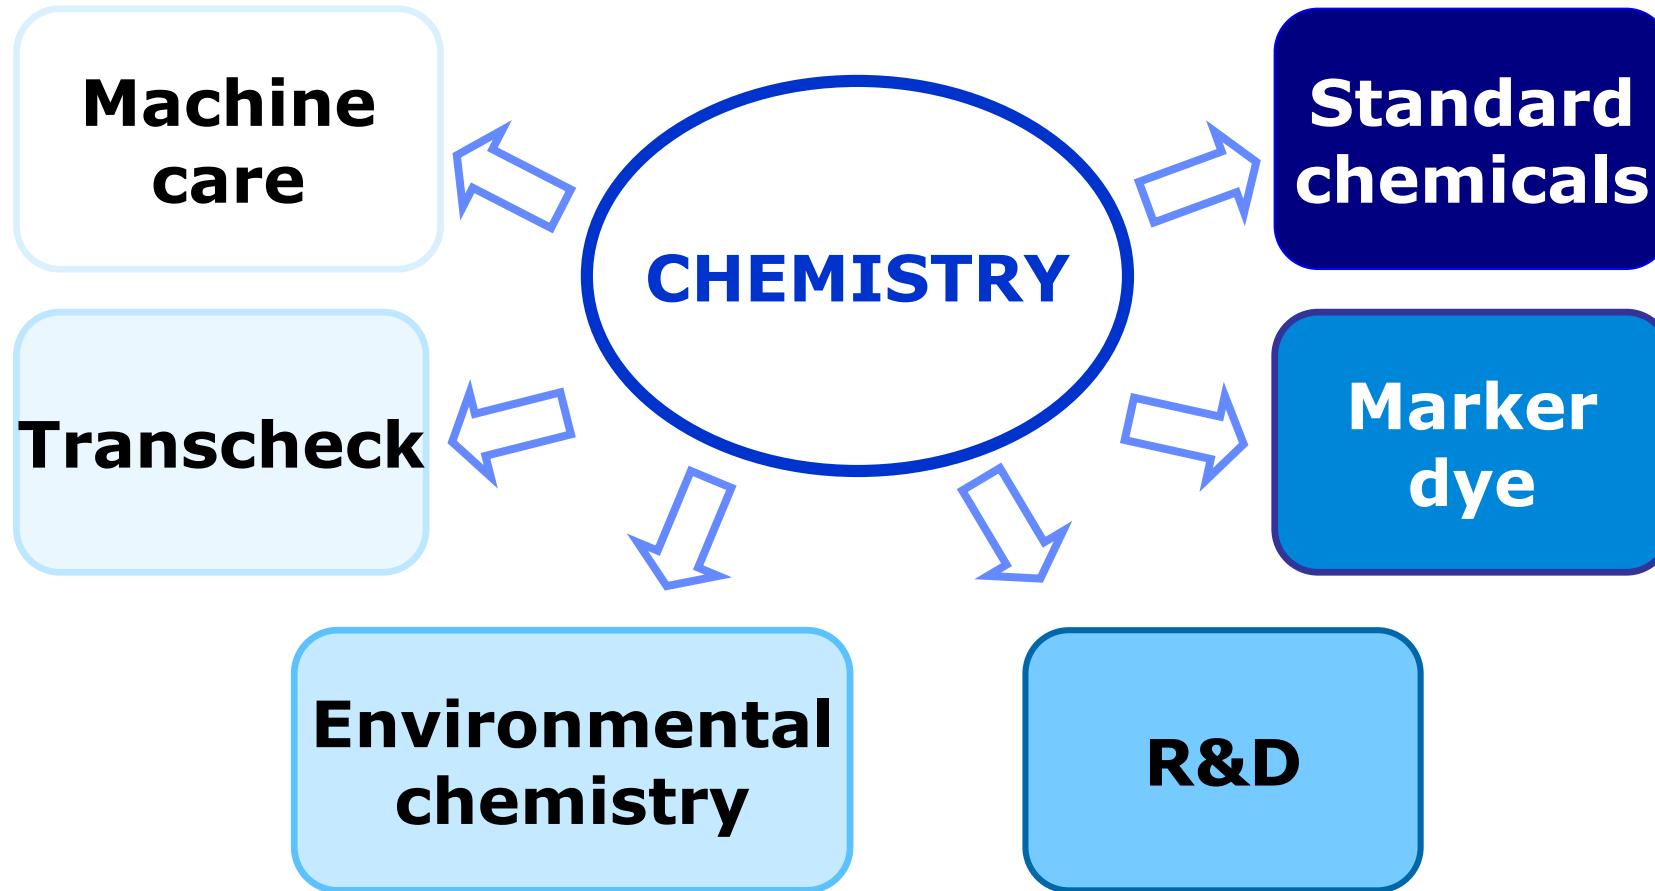 Machine
care
CHEMISTRY
Standard
chemicals
Transcheck
Marker
dye
Environmental
chemistry
R&D